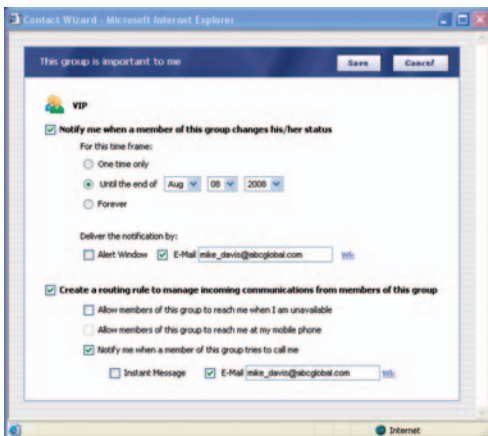 Contact Wizard - Microsoft Internet Explorer
This group is important to me
Save
Cancel
VIP
Notify me when a member of this group changes his/her status
For this time frame:
One time only
Until the end of Aug 08 2008
Forever
Deliver the notification by:
Alert Window E-Mail mike_davis@abcglobal.com Wk
Create a routing rule to manage incoming communications from members of this group
Allow members of this group to reach me when I am unavailable
Allow members of this group to reach me at my mobile phone
Notify me when a member of this group tries to call me
Instant Message E-Mail mike_davis@abcglobal.com Wk
Internet